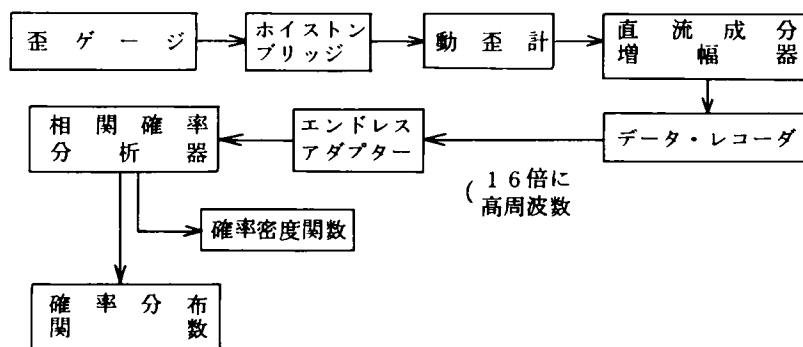 歪ゲージ
ホイストン
ブリッジ
動歪計
直流成分
増幅器
相関確率
分析器
エンドレス
アダプター
データ・レコーダ
(16倍に
高周波数
確率密度関数
確率分布
関数